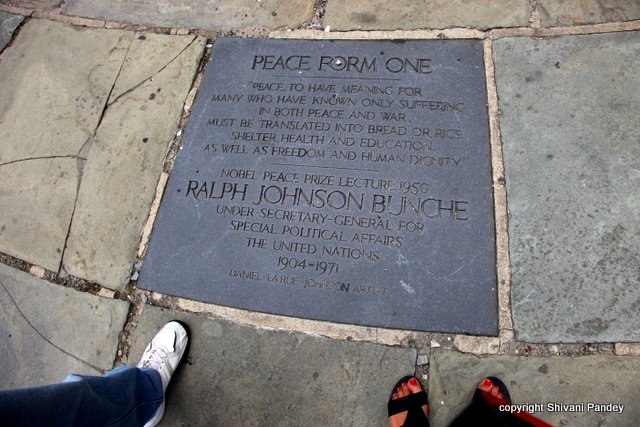 PEACE FORM ONE
"PEACE, TO HAVE MEANING FOR
MANY WHO HAVE KNOWN ONLY SUFFERING
IN BOTH PEACE AND WAR,
MUST BE TRANSLATED INTO BREAD OR RICE,
SHELTER, HEALTH AND EDUCATION,
AS WELL AS FREEDOM AND HUMAN DIGNITY"
NOBEL PEACE PRIZE LECTURE, 1950
RALPH JOHNSON BUNCHE
UNDER SECRETARY-GENERAL FOR
SPECIAL POLITICAL AFFAIRS
THE UNITED NATIONS
1904-1971
DANIEL LARUE JOHNSON ARTIST
copyright Shivani Pandey